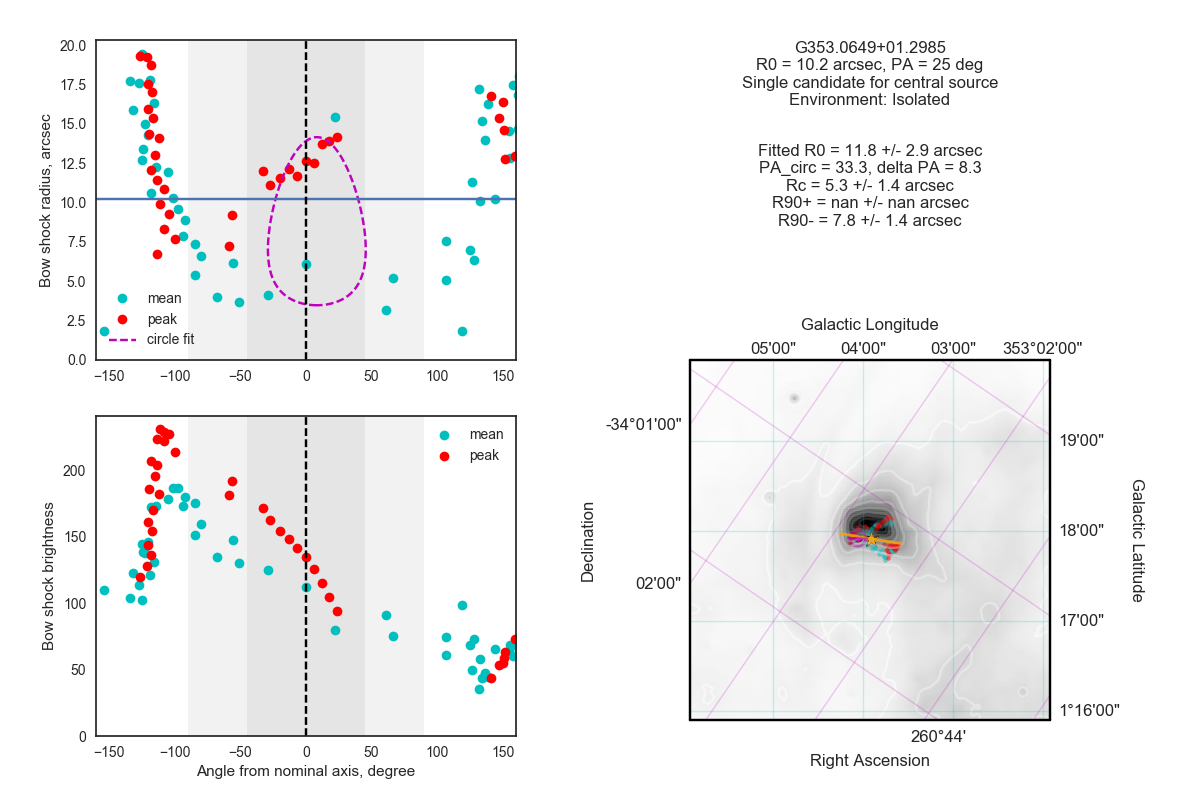 20.0
17.5
15.0
12.5
10.0
7.5
5.0
2.5
0.0
Bow shock radius, arcsec
mean
peak
circle fit
−150 −100 −50 0 50 100 150
200
150
100
50
0
Bow shock brightness
mean
peak
−150 −100 −50 0 50 100 150
Angle from nominal axis, degree
G353.0649+01.2985
R0 = 10.2 arcsec, PA = 25 deg
Single candidate for central source
Environment: Isolated
Fitted R0 = 11.8 +/- 2.9 arcsec
PA_circ = 33.3, delta PA = 8.3
Rc = 5.3 +/- 1.4 arcsec
R90+ = nan +/- nan arcsec
R90- = 7.8 +/- 1.4 arcsec
Galactic Longitude
05'00" 04'00" 03'00" 353°02'00"
-34°01'00"
02'00"
Declination
19'00"
18'00"
17'00"
1°16'00"
Galactic Latitude
260°44'
Right Ascension